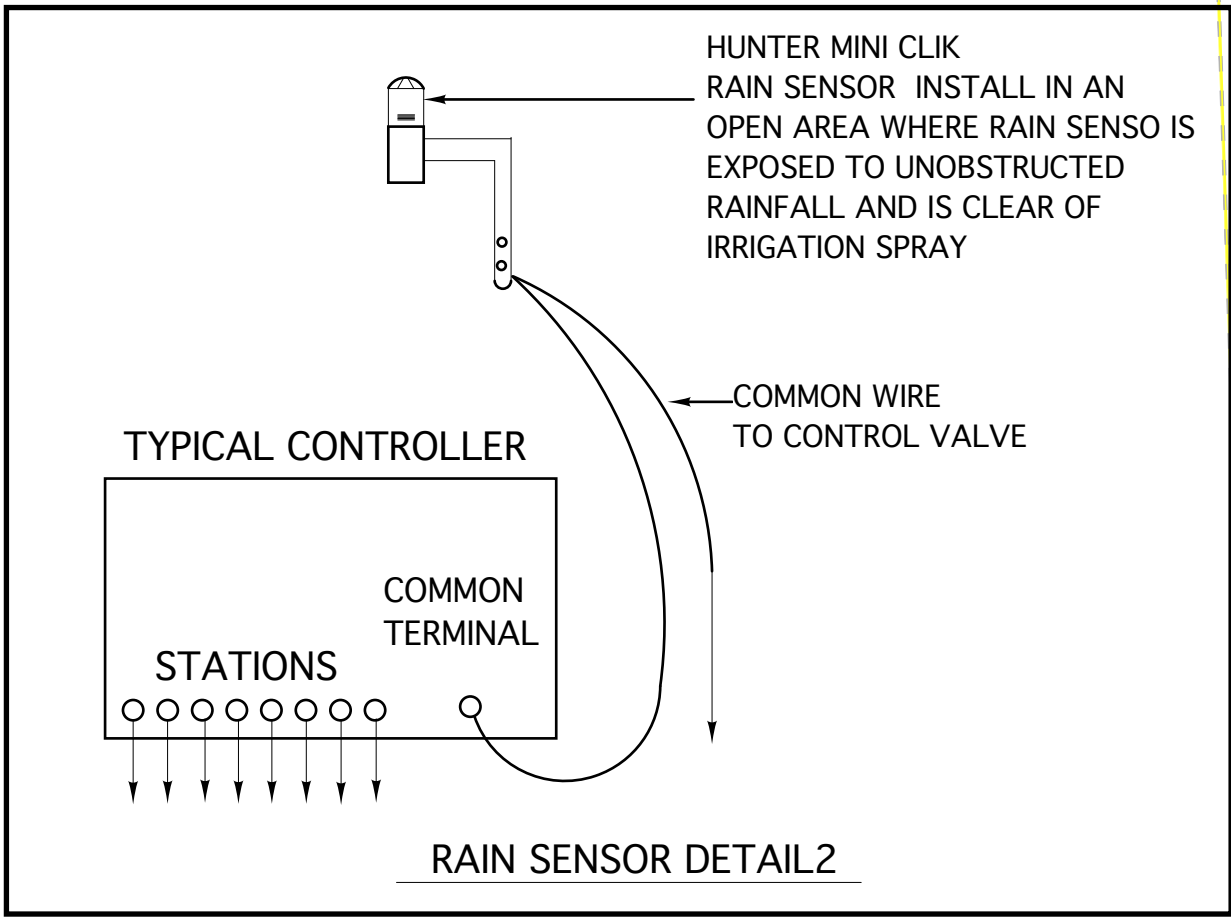 HUNTER MINI CLIK
RAIN SENSOR INSTALL IN AN
OPEN AREA WHERE RAIN SENSO IS
EXPOSED TO UNOBSTRUCTED
RAINFALL AND IS CLEAR OF
IRRIGATION SPRAY
COMMON WIRE
TO CONTROL VALVE
TYPICAL CONTROLLER
COMMON
TERMINAL
STATIONS
RAIN SENSOR DETAIL2